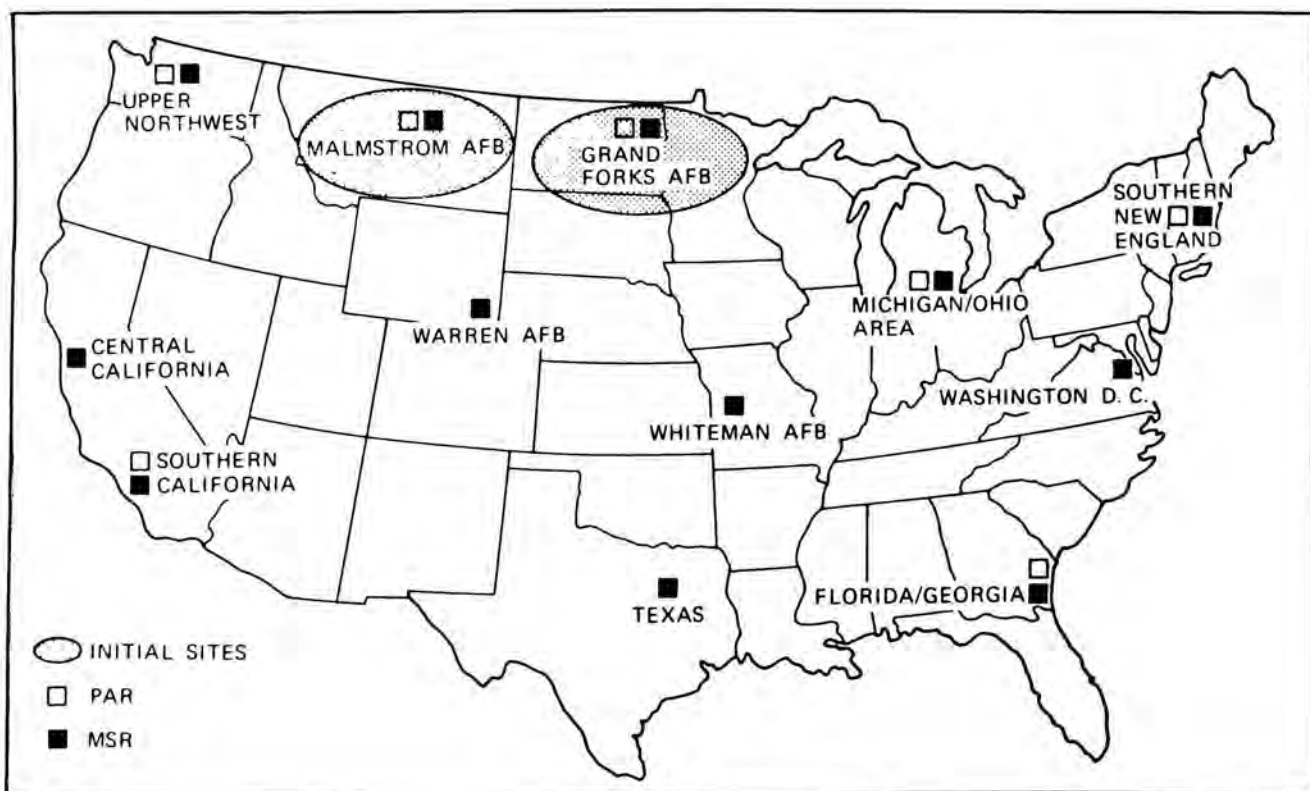 UPPER
NORTHWEST
MALMSTROM AFB
GRAND
FORKS AFB
SOUTHERN
NEW
ENGLAND
MICHIGAN/OHIO
AREA
WARREN AFB
CENTRAL
CALIFORNIA
WASHINGTON D. C.
WHITEMAN AFB
SOUTHERN
CALIFORNIA
TEXAS
FLORIDA/GEORGIA
INITIAL SITES
PAR
MSR